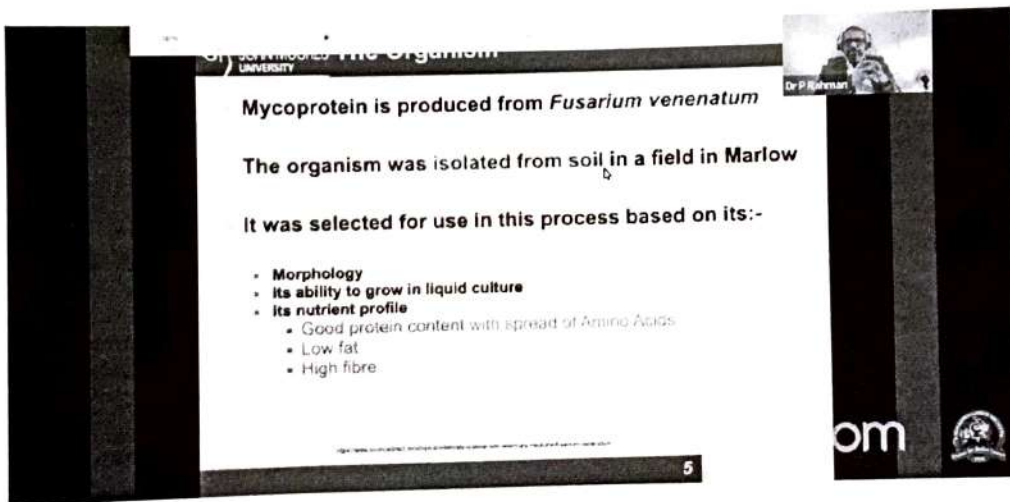 The Organism
UNIVERSITY
Dr P Rahman
Mycoprotein is produced from Fusarium venenatum
The organism was isolated from soil in a field in Marlow
It was selected for use in this process based on its:-
Morphology
Its ability to grow in liquid culture
Its nutrient profile
Good protein content with spread of Amino Acids
Low fat
High fibre
5
om